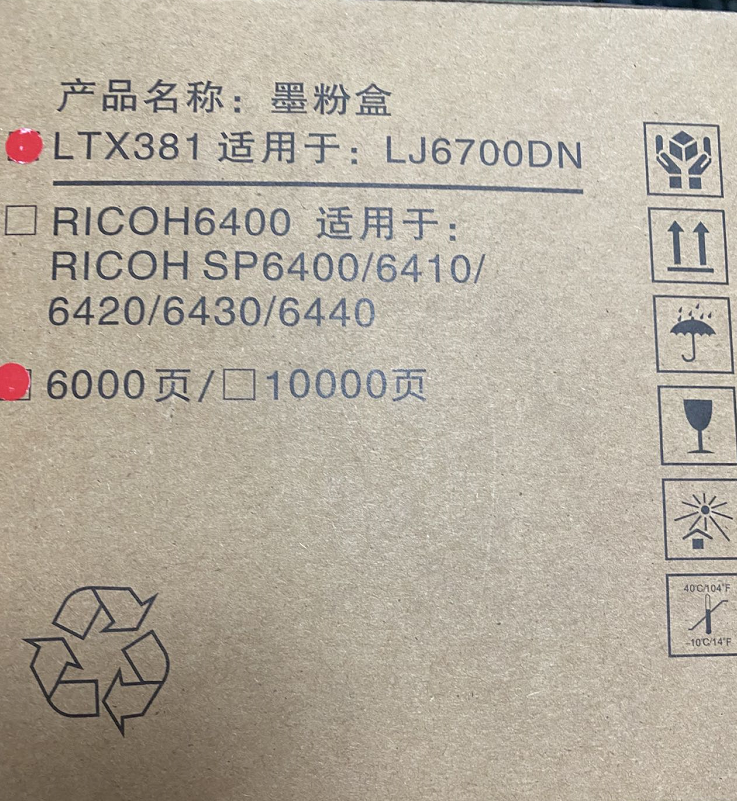 产品名称：墨粉盒
LTX381 适用于：LJ6700DN
□RICOH6400 适用于：
RICOH SP6400/6410/
6420/6430/6440
6000页/□10000页
40℃/104℉
-10℃/14℉